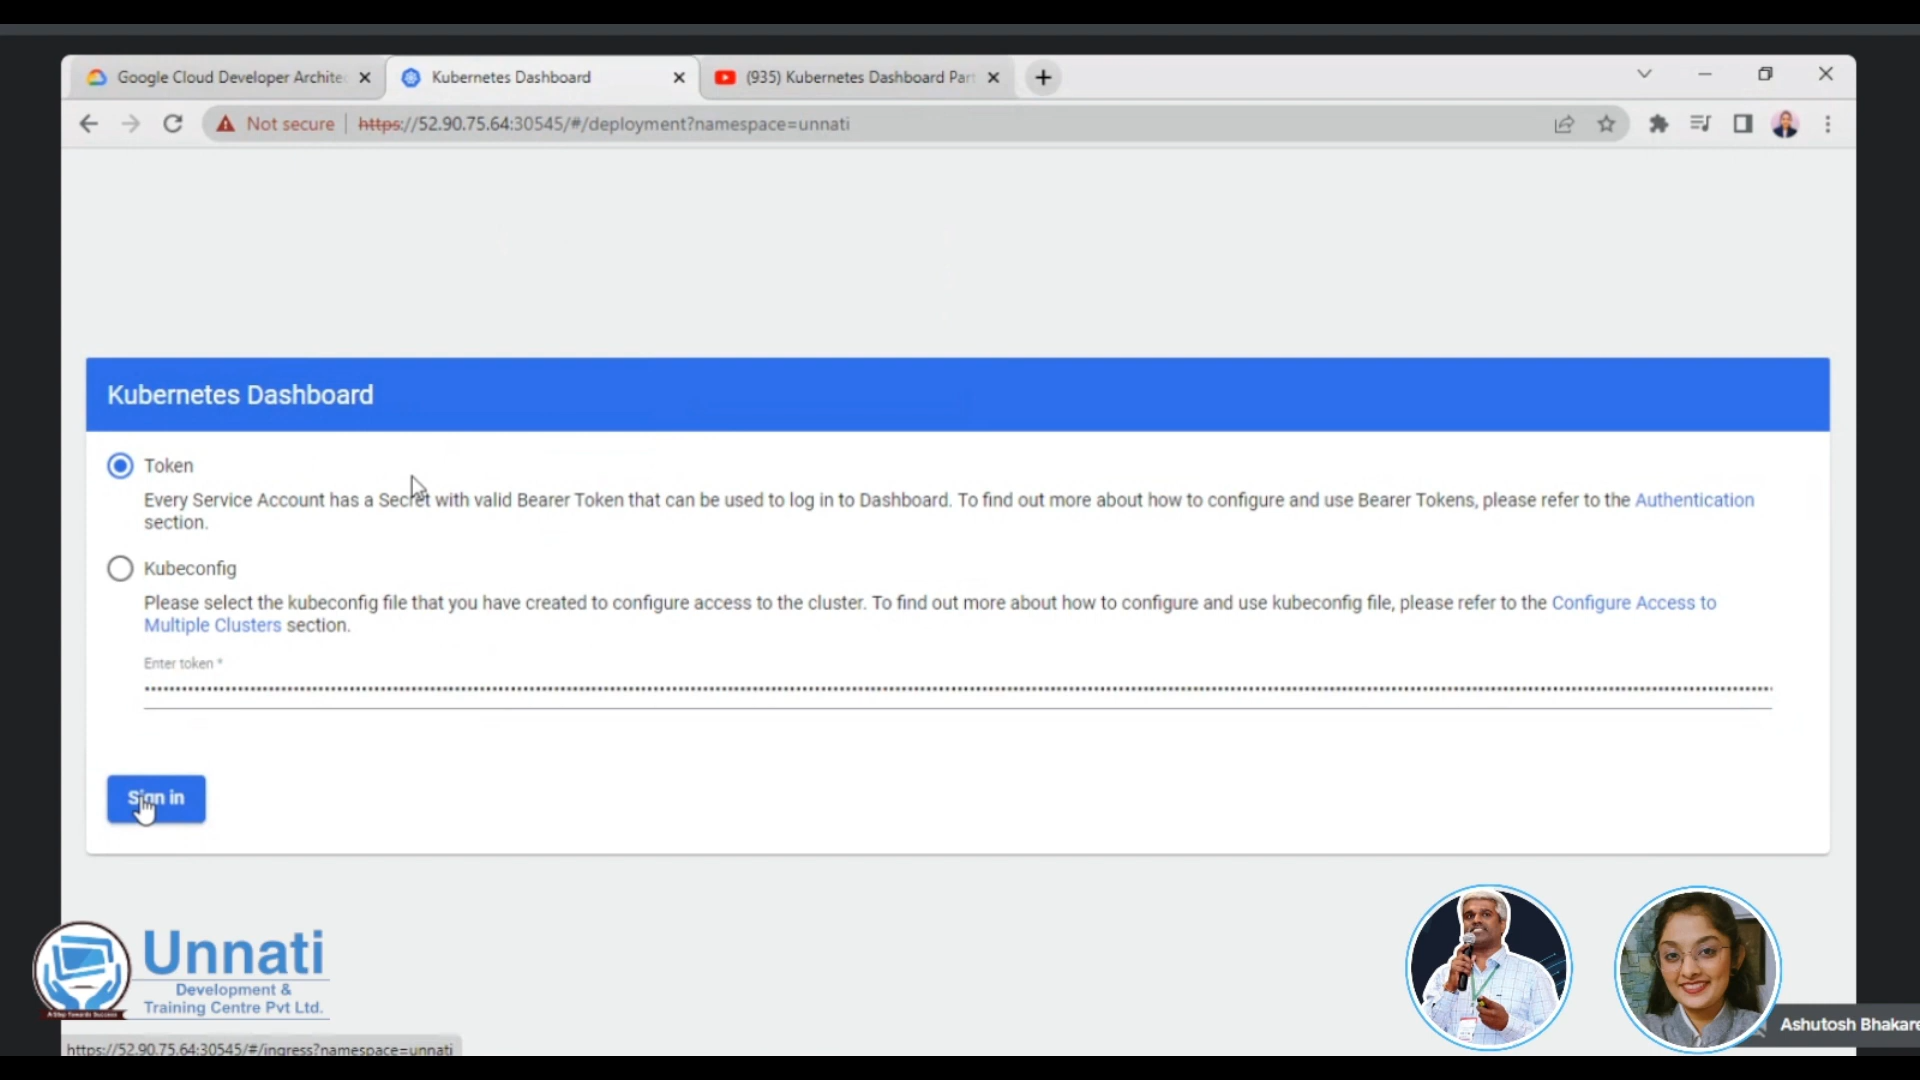 Google Cloud Developer Archite
Kubernetes Dashboard
(935) Kubernetes Dashboard Part
Not secure
https://52.90.75.64:30545/#/deployment?namespace=unnati
Kubernetes Dashboard
Token
Every Service Account has a Secret with valid Bearer Token that can be used to log in to Dashboard. To find out more about how to configure and use Bearer Tokens, please refer to the Authentication
section.
Kubeconfig
Please select the kubeconfig file that you have created to configure access to the cluster. To find out more about how to configure and use kubeconfig file, please refer to the Configure Access to
Multiple Clusters section.
Enter token *
Sign in
Unnati
Development &
Training Centre Pvt Ltd.
A Step Towards Success
Ashutosh Bhakare
https://52.90.75.64:30545/#/ingress?namespace=unnati